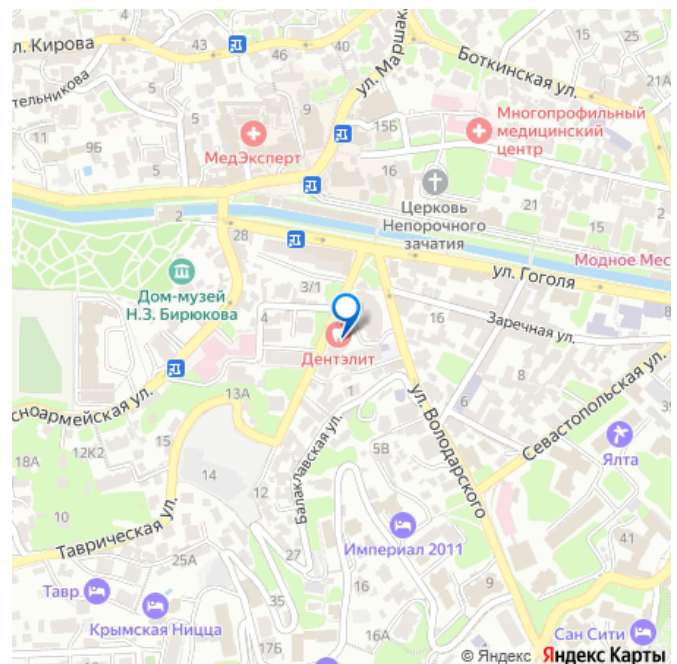 л. Кирова
43
46
40
ул. Маршака
Боткинская ул.
25
21А
5
5
5
9
11
9Б
МедЭксперт
15Б
Многопрофильный
медицинский
центр
16
21
15
15
Церковь
Непорочного
зачатия
2
28
Модное Мес
ул. Гоголя
Дом-музей
Н.З. Бирюкова
3/1
4
16
Заречная ул.
8
Дентэлит
13А
1
ул. Володарского
Севастопольская ул.
8
6
сноармейская ул.
15
12К2
18А
14
12
Балаклавская ул.
5В
Ялта
10
Таврическая ул.
Империал 2011
25А
27
16
9
41
Тавр
35
Крымская Ницца
16А
Сан Сити
© Яндекс Яндекс Карты